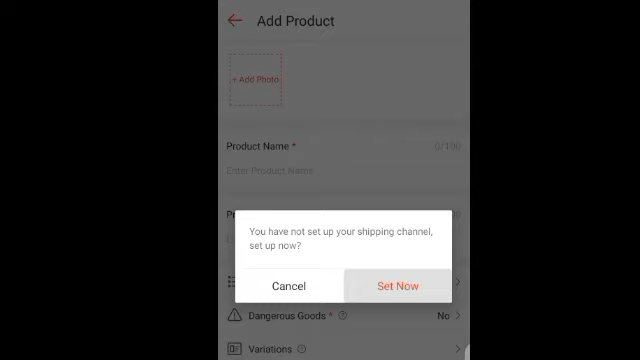 Add Product
+ Add Photo
Product Name *
0/100
Enter Product Name
You have not set up your shipping channel,
set up now?
Cancel
Set Now
Dangerous Goods *
No
Variations